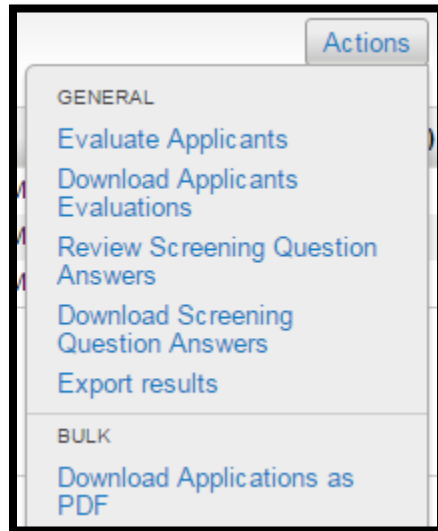 Actions
GENERAL
Evaluate Applicants
Download Applicants
Evaluations
Review Screening Question
Answers
Download Screening
Question Answers
Export results
BULK
Download Applications as
PDF